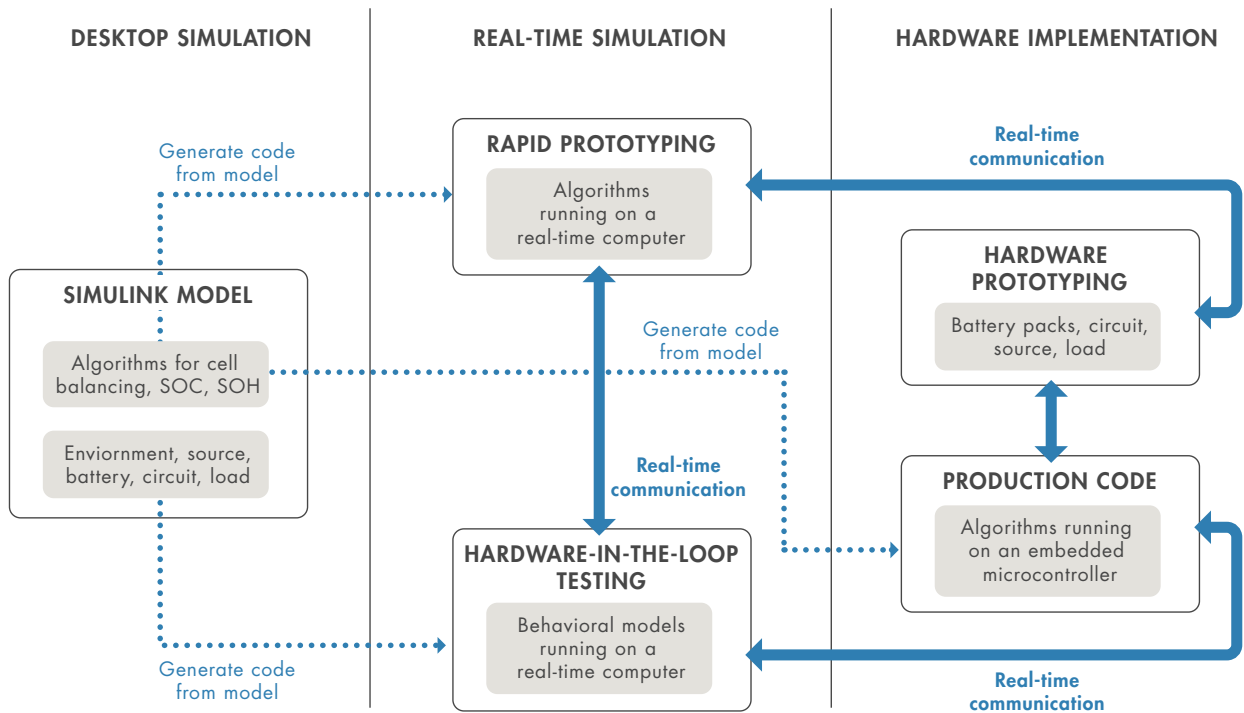 DESKTOP SIMULATION
REAL-TIME SIMULATION
HARDWARE IMPLEMENTATION
Generate code
from model
SIMULINK MODEL
Algorithms for cell
balancing, SOC, SOH
Enviornment, source,
battery, circuit, load
Generate code
from model
RAPID PROTOTYPING
Algorithms
running on a
real-time computer
Generate code
from model
Real-time
communication
HARDWARE-IN-THE-LOOP
TESTING
Behavioral models
running on a
real-time computer
Real-time
communication
HARDWARE
PROTOTYPING
Battery packs, circuit,
source, load
PRODUCTION CODE
Algorithms running
on an embedded
microcontroller
Real-time
communication